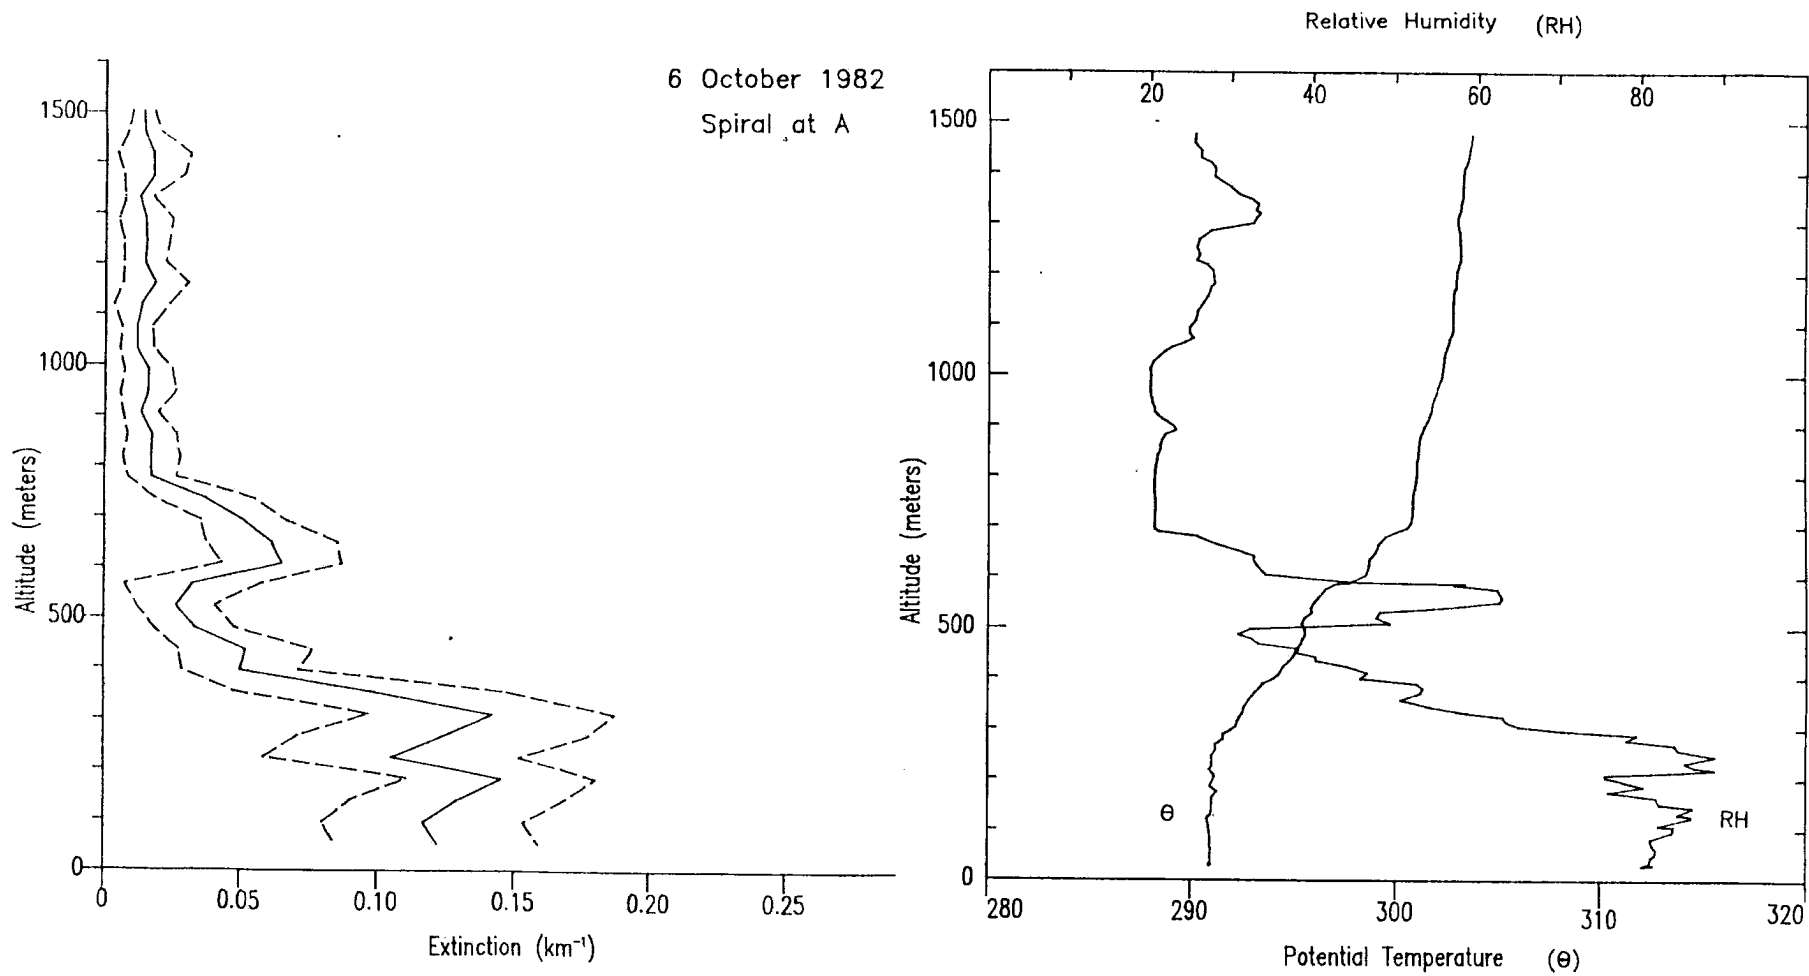 6 October 1982
Spiral at A
1500
1000
500
0
Altitude (meters)
0 0.05 0.10 0.15 0.20 0.25
Extinction (km⁻¹)
Relative Humidity (RH)
20 40 60 80
1500
1000
500
0
Altitude (meters)
θ
RH
280 290 300 310 320
Potential Temperature (θ)